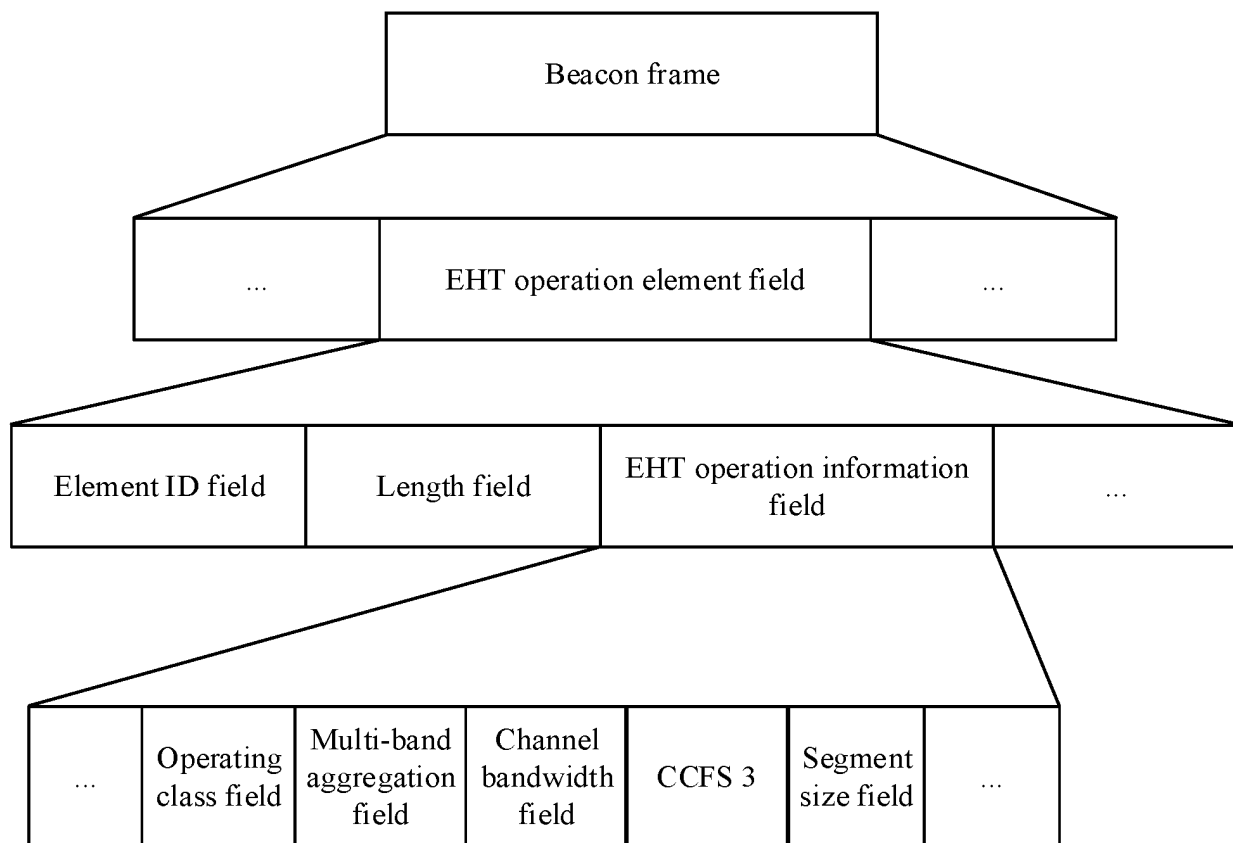 Beacon frame
... EHT operation element field ...
Element ID field Length field EHT operation information field ...
... Operating class field Multi-band aggregation field Channel bandwidth field CCFS 3 Segment size field ...